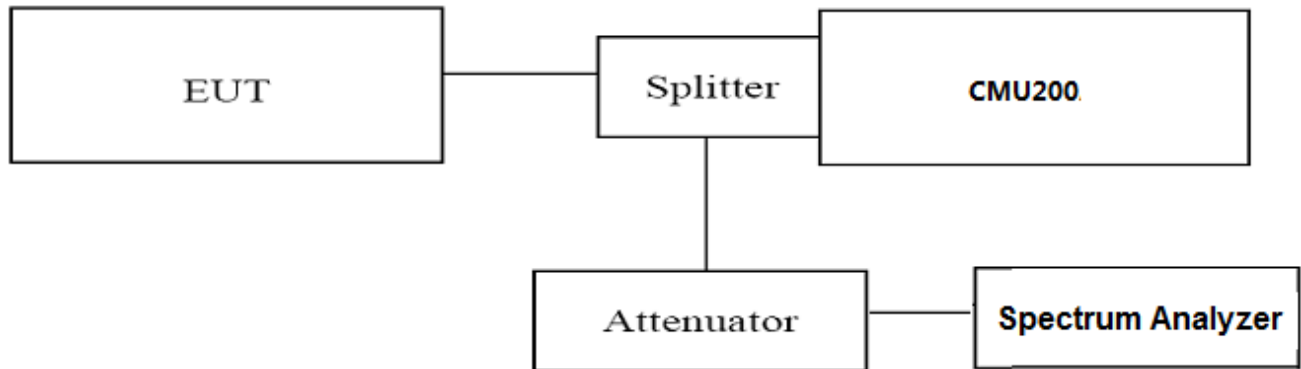 EUT
Splitter
CMU200.
Attenuator
Spectrum Analyzer